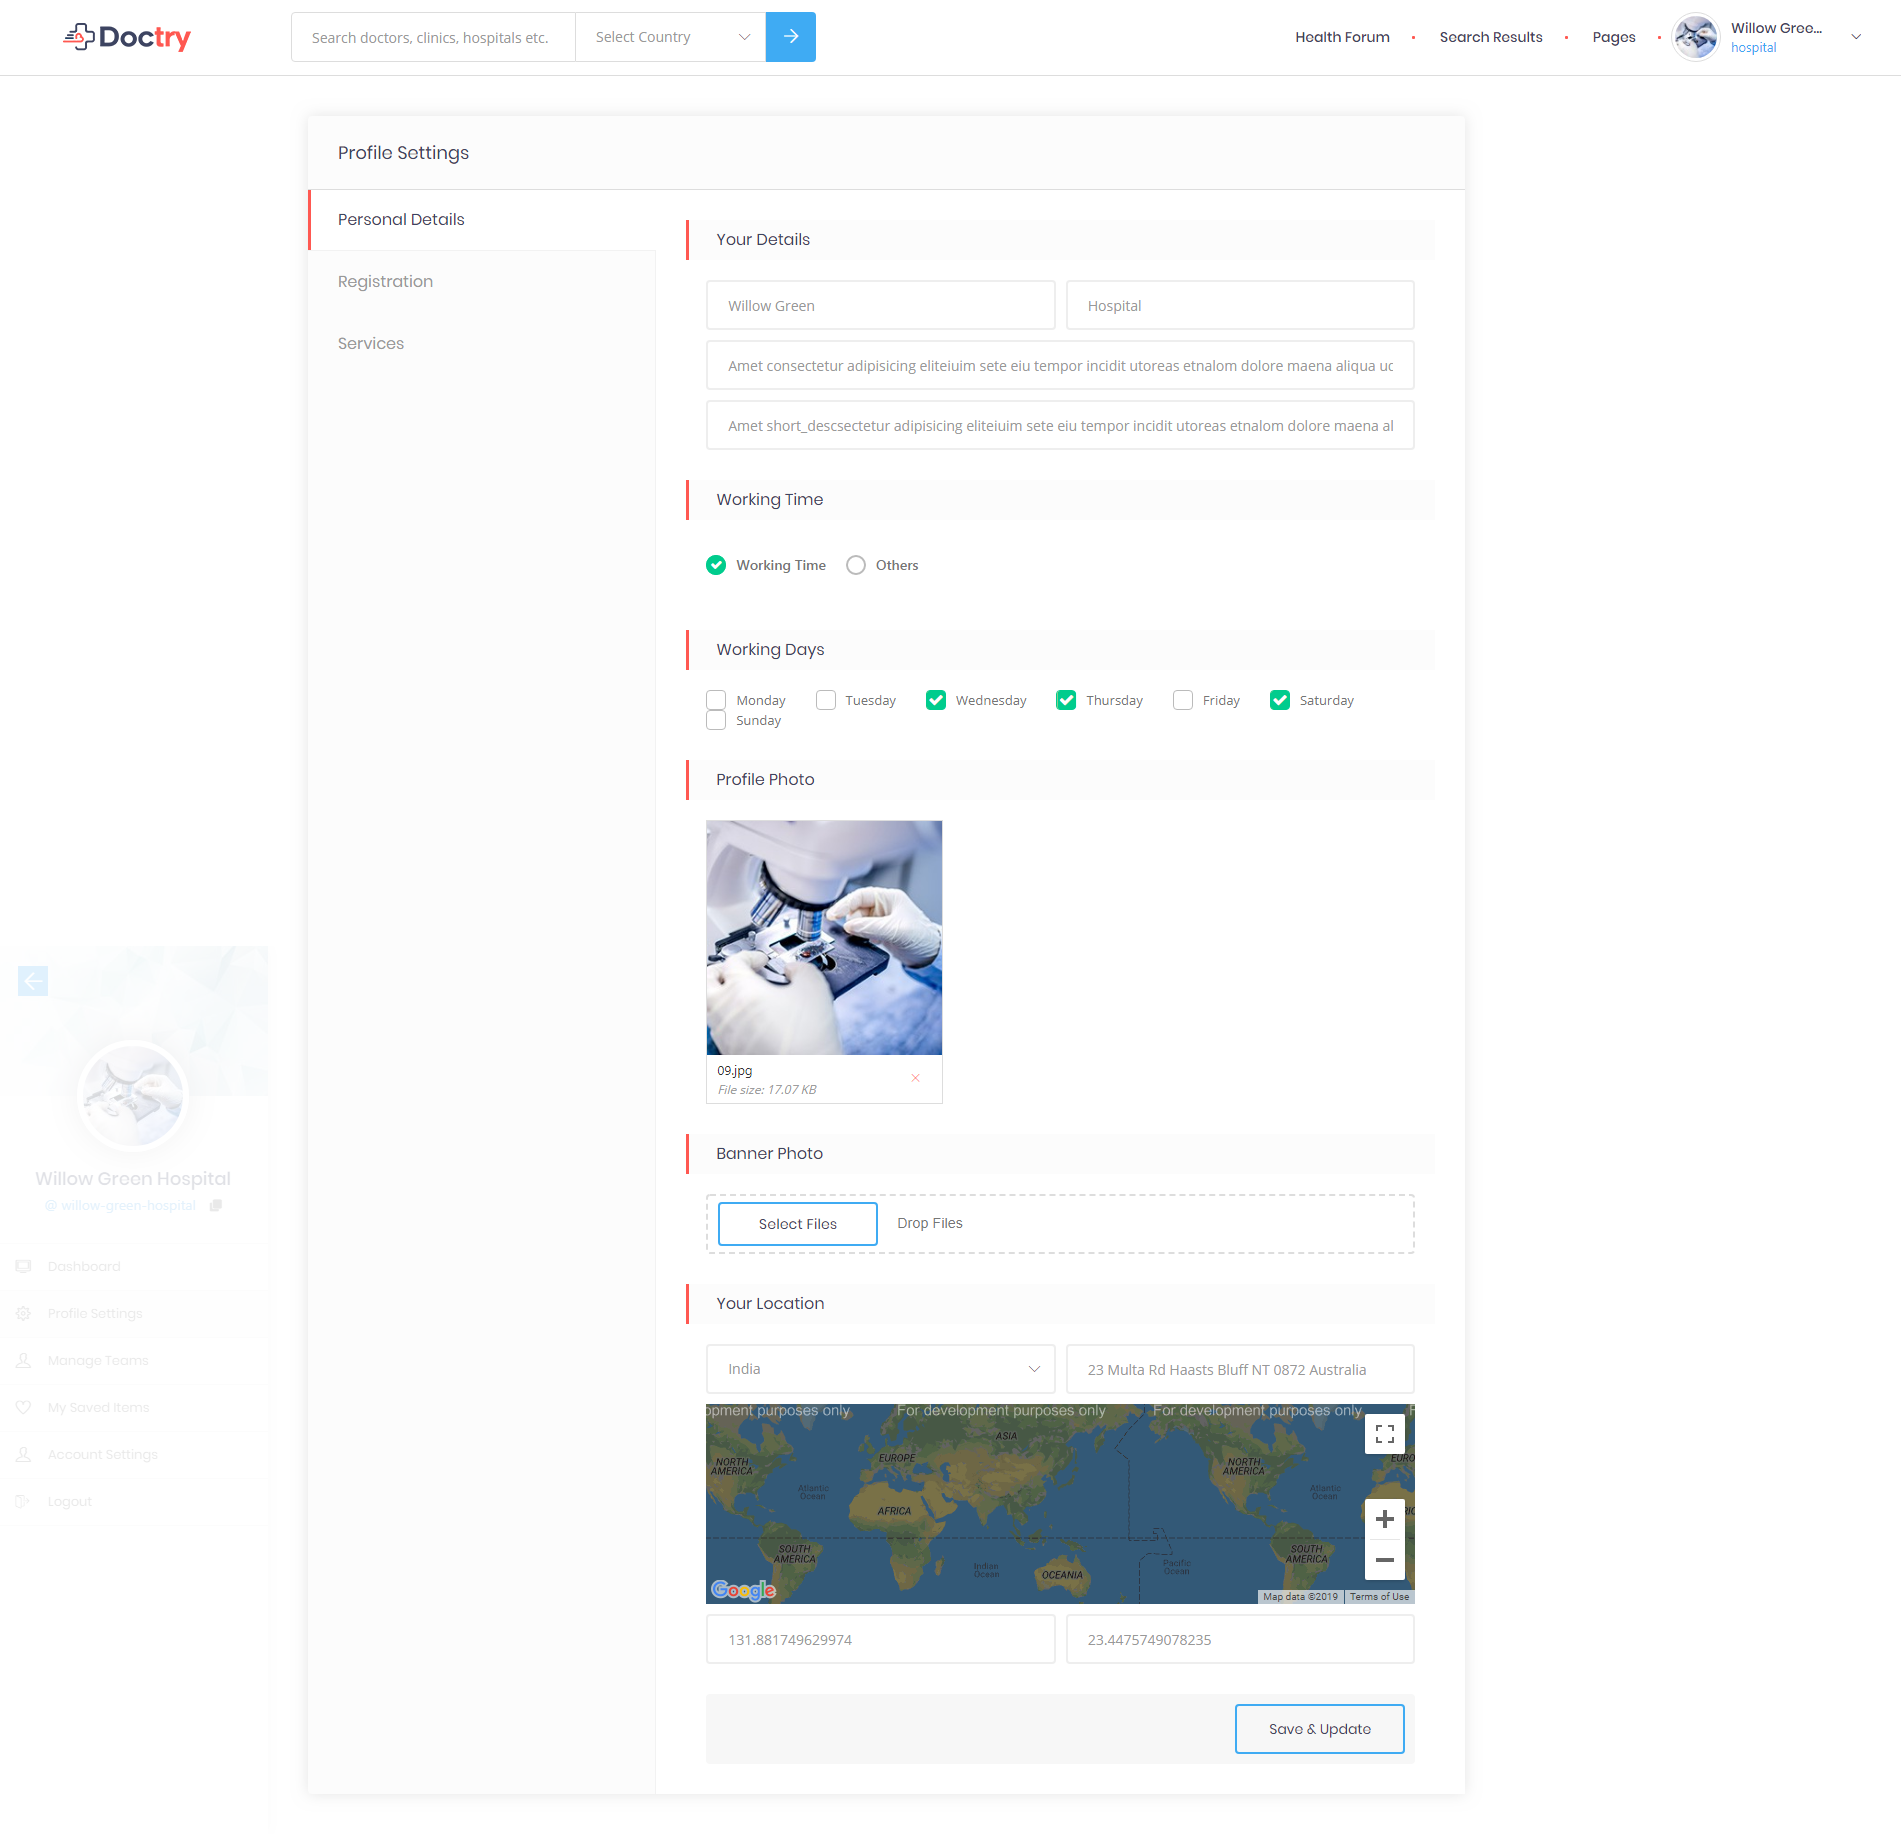 Doctry
Search doctors, clinics, hospitals etc.
Select Country
Health Forum
Search Results
Pages
Willow Gree...
hospital
Profile Settings
Personal Details
Registration
Services
Your Details
Willow Green
Hospital
Amet consectetur adipisicing eliteiuim sete eiu tempor incidit utoreas etnalom dolore maena aliqua uc
Amet short_descsectetur adipisicing eliteiuim sete eiu tempor incidit utoreas etnalom dolore maena al
Working Time
Working Time
Others
Working Days
Monday
Tuesday
Wednesday
Thursday
Friday
Saturday
Sunday
Profile Photo
09.jpg
File size: 17.07 KB
Banner Photo
Select Files
Drop Files
Your Location
India
23 Multa Rd Haasts Bluff NT 0872 Australia
opment purposes only
For development purposes only
For development purposes only
F
ASIA
EUROPE
NORTH
AMERICA
Atlantic
Ocean
AFRICA
SOUTH
AMERICA
Indian
Ocean
OCEANIA
Pacific
Ocean
NORTH
AMERICA
Atlantic
Ocean
SOUTH
AMERICA
EURO
RIC
Google
Map data ©2019
Terms of Use
131.881749629974
23.4475749078235
Save & Update
Willow Green Hospital
@ willow-green-hospital
Dashboard
Profile Settings
Manage Teams
My Saved Items
Account Settings
Logout